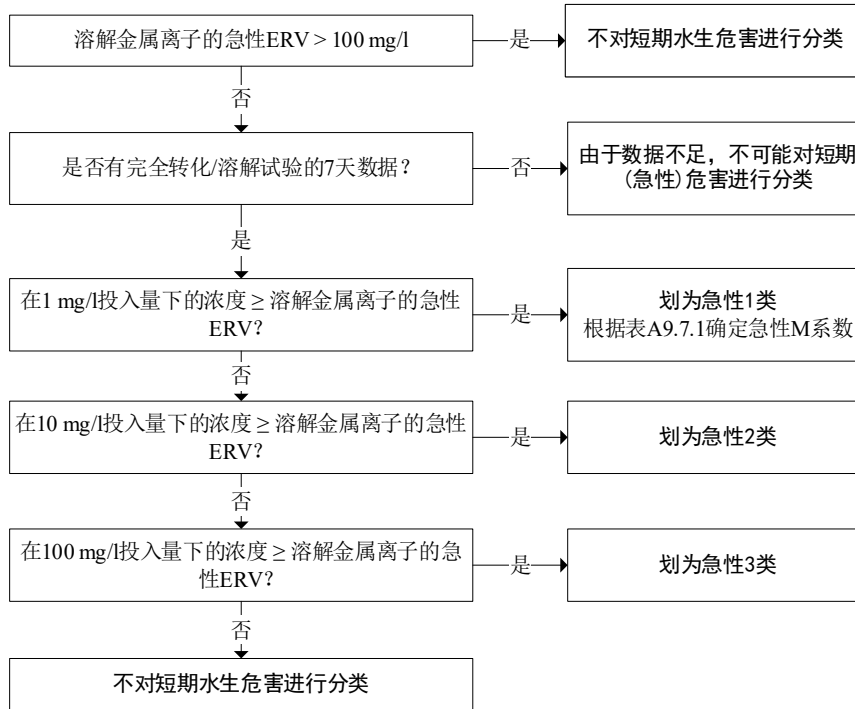 溶解金属离子的急性ERV > 100 mg/l
是
不对短期水生危害进行分类
否
是否有完全转化/溶解试验的7天数据？
否
由于数据不足，不可能对短期
(急性)危害进行分类
是
在1 mg/l投入量下的浓度 ≥ 溶解金属离子的急性
ERV？
是
划为急性1类
根据表A9.7.1确定急性M系数
否
在10 mg/l投入量下的浓度 ≥ 溶解金属离子的急性
ERV？
是
划为急性2类
否
在100 mg/l投入量下的浓度 ≥ 溶解金属离子的急
性ERV？
是
划为急性3类
否
不对短期水生危害进行分类